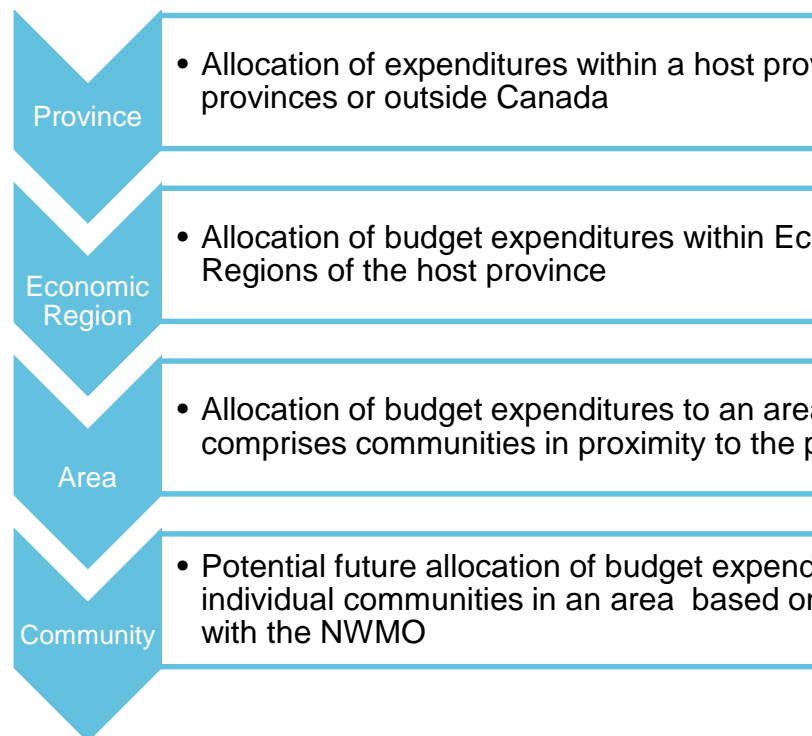 Province
• Allocation of expenditures within a host
provinces or outside Canada
Economic
Region
• Allocation of budget expenditures within
Regions of the host province
Area
• Allocation of budget expenditures to an
comprises communities in proximity to the
Community
• Potential future allocation of budget
individual communities in an area based
with the NWMO